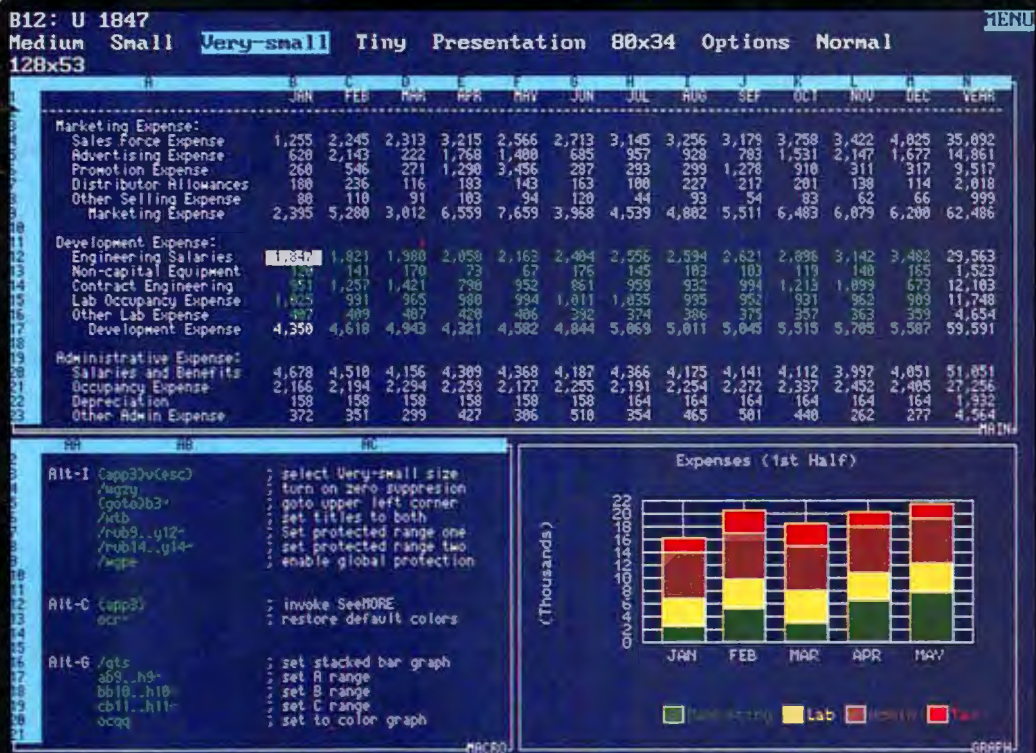 B12: U 1847 MENU
Medium Small Very-small Tiny Presentation 80x34 Options Normal
128x53
A B C D E F G H I J K L M N
JAN FEB MAR APR MAY JUN JUL AUG SEP OCT NOV DEC YEAR
Marketing Expense:
Sales Force Expense 1,255 2,245 2,313 3,215 2,566 2,713 3,145 3,256 3,179 3,758 3,422 4,025 35,092
Advertising Expense 620 2,143 222 1,768 1,400 685 957 928 783 1,531 2,147 1,677 14,861
Promotion Expense 260 546 271 1,290 3,456 287 293 299 1,278 910 311 317 9,517
Distributor Allowances 180 236 116 183 143 163 100 227 217 201 138 114 2,018
Other Selling Expense 80 110 91 103 94 120 44 93 54 83 62 66 999
Marketing Expense 2,395 5,280 3,012 6,559 7,659 3,968 4,539 4,802 5,511 6,483 6,079 6,200 62,486
Development Expense:
Engineering Salaries 1,847 1,821 1,980 2,058 2,163 2,404 2,556 2,594 2,621 2,896 3,142 3,482 29,563
Non-capital Equipment 120 141 170 73 67 176 145 103 103 119 140 165 1,523
Contract Engineering 951 1,257 1,421 790 952 861 959 932 994 1,213 1,099 673 12,103
Lab Occupancy Expense 1,025 991 965 980 994 1,011 1,035 995 952 931 962 909 11,748
Other Lab Expense 407 409 407 420 406 392 374 386 375 357 363 359 4,654
Development Expense 4,350 4,618 4,943 4,321 4,582 4,844 5,069 5,011 5,045 5,515 5,705 5,587 59,591
Administrative Expense:
Salaries and Benefits 4,678 4,510 4,156 4,309 4,368 4,187 4,366 4,175 4,141 4,112 3,997 4,051 51,051
Occupancy Expense 2,166 2,194 2,294 2,259 2,177 2,255 2,191 2,254 2,272 2,337 2,452 2,405 27,256
Depreciation 158 158 158 158 158 158 164 164 164 164 164 164 1,932
Other Admin Expense 372 351 299 427 306 510 354 465 501 440 262 277 4,564
MAIN
AA AB AC
Alt-I {app3}v{esc} ; select Very-small size
/wgzy ; turn on zero suppresion
{goto}b3~ ; goto upper left corner
/wtb ; set titles to both
/rub9..y12~ ; Set protected range one
/rub14..y14~ ; set protected range two
/wgpe ; enable global protection
Alt-C {app3} ; invoke SeeMORE
ocr~ ; restore default colors
Alt-G /gts ; set stacked bar graph
a69..h9~ ; set A range
bb10..h10~ ; set B range
cb11..h11~ ; set C range
ocqq ; set to color graph
MACRO
Expenses (1st Half)
(Thousands)
22
20
18
16
14
12
10
8
6
4
2
0
JAN FEB MAR APR MAY
Marketing Lab Admin Tax
GRAPH